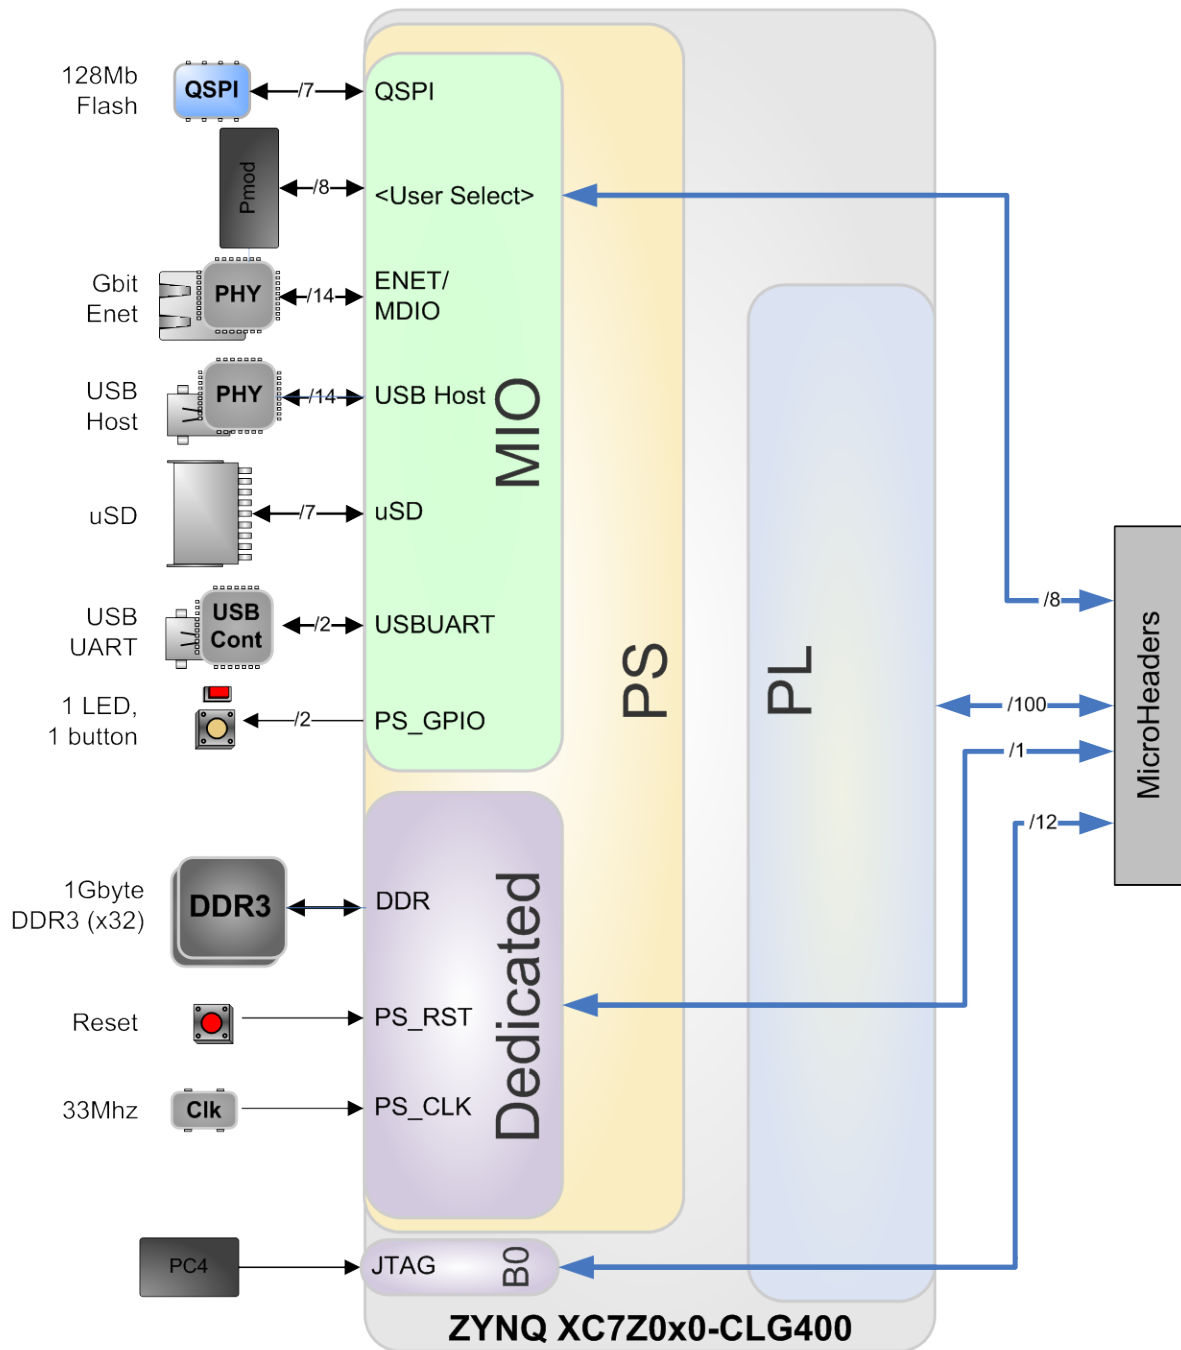 128Mb
Flash
QSPI
/7
QSPI
Pmod
/8
<User Select>
Gbit
Enet
PHY
/14
ENET/
MDIO
USB
Host
PHY
/14
USB Host
MIO
uSD
/7
uSD
USB
UART
USB
Cont
/2
USBUART
1 LED,
1 button
/2
PS_GPIO
PS
PL
/8
/100
/1
/12
MicroHeaders
1Gbyte
DDR3 (x32)
DDR3
DDR
Reset
PS_RST
33Mhz
Clk
PS_CLK
Dedicated
PC4
JTAG
B0
ZYNQ XC7Z0x0-CLG400